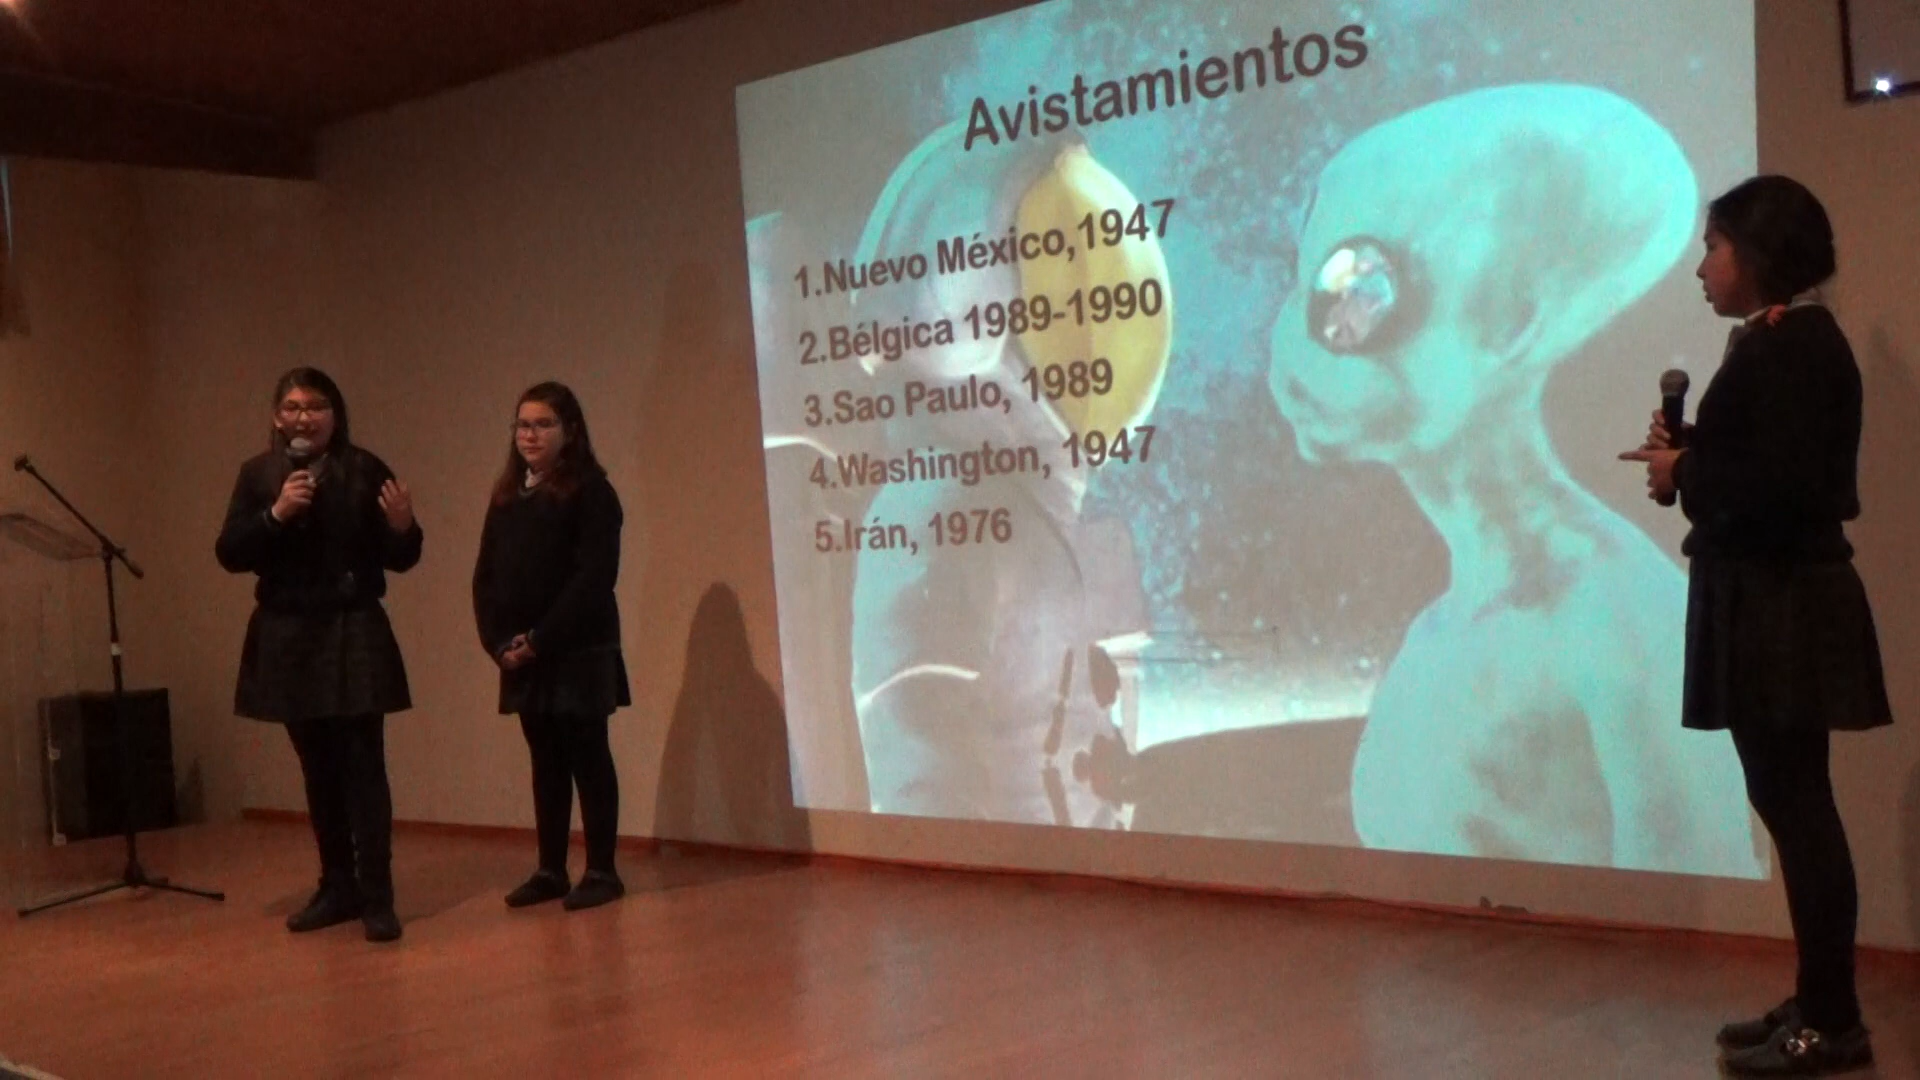 Avistamientos
1.Nuevo México,1947
2.Bélgica 1989-1990
3.Sao Paulo, 1989
4.Washington, 1947
5.Irán, 1976